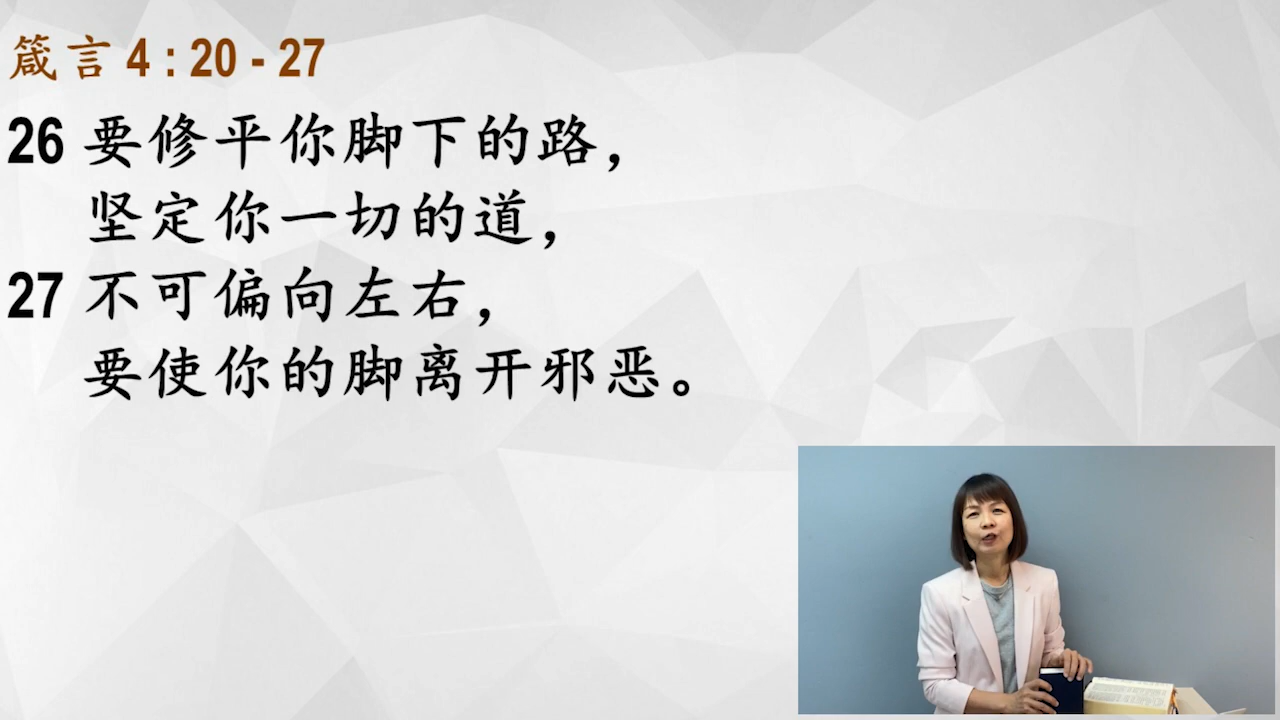 箴言 4 : 20 - 27
26 要修平你脚下的路，
坚定你一切的道，
27 不可偏向左右，
要使你的脚离开邪恶。